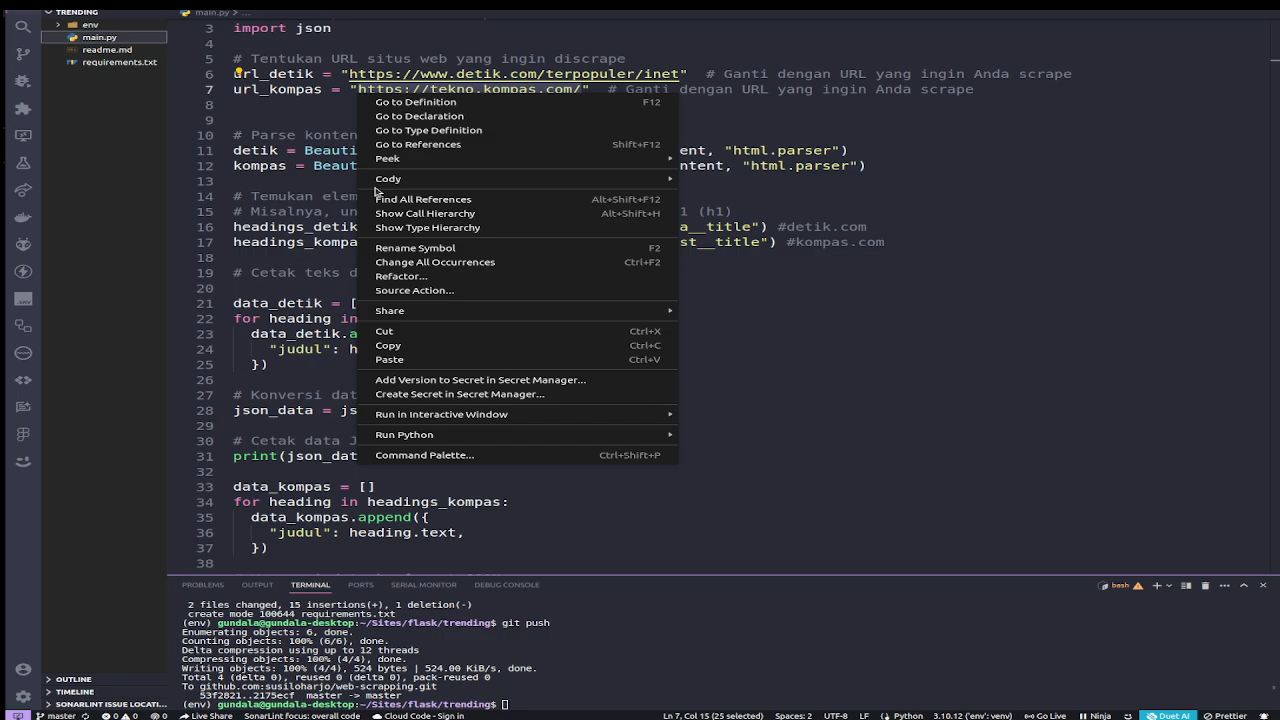 TRENDING
env
main.py
readme.md
requirements.txt
OUTLINE
TIMELINE
SONARLINT ISSUE LOCATI...
main.py > ...
3 import json
4
5 # Tentukan URL situs web yang ingin discrape
6 url_detik = "https://www.detik.com/terpopuler/inet" # Ganti dengan URL yang ingin Anda scrape
7 url_kompas = "https://tekno.kompas.com/" # Ganti dengan URL yang ingin Anda scrape
8
10 # Parse konte
11 detik = Beauti ent, "html.parser")
12 kompas = Beaut ontent, "html.parser")
13
14 # Temukan elem
15 # Misalnya, un 1 (h1)
16 headings_detik a__title") #detik.com
17 headings_kompa st__title") #kompas.com
18
19 # Cetak teks d
20
21 data_detik = [
22 for heading in
23 data_detik.a
24 "judul": h
25 })
26
27 # Konversi dat
28 json_data = js
29
30 # Cetak data J
31 print(json_dat
32
33 data_kompas = []
34 for heading in headings_kompas:
35 data_kompas.append({
36 "judul": heading.text,
37 })
38
Go to Definition F12
Go to Declaration
Go to Type Definition
Go to References Shift+F12
Peek
Cody
Find All References Alt+Shift+F12
Show Call Hierarchy Alt+Shift+H
Show Type Hierarchy
Rename Symbol F2
Change All Occurrences Ctrl+F2
Refactor...
Source Action...
Share
Cut Ctrl+X
Copy Ctrl+C
Paste Ctrl+V
Add Version to Secret in Secret Manager...
Create Secret in Secret Manager...
Run in Interactive Window
Run Python
Command Palette... Ctrl+Shift+P
PROBLEMS OUTPUT TERMINAL PORTS SERIAL MONITOR DEBUG CONSOLE
bash
2 files changed, 15 insertions(+), 1 deletion(-)
create mode 100644 requirements.txt
(env) gundala@gundala-desktop:~/Sites/flask/trending$ git push
Enumerating objects: 6, done.
Counting objects: 100% (6/6), done.
Delta compression using up to 12 threads
Compressing objects: 100% (4/4), done.
Writing objects: 100% (4/4), 524 bytes | 524.00 KiB/s, done.
Total 4 (delta 0), reused 0 (delta 0), pack-reused 0
To github.com:susiloharjo/web-scrapping.git
53f2821..2175ecf master -> master
(env) gundala@gundala-desktop:~/Sites/flask/trending$
master 0 0 0 Live Share SonarLint focus: overall code Cloud Code - Sign in Ln 7, Col 15 (25 selected) Spaces: 2 UTF-8 LF Python 3.10.12 ('env': venv) Go Live Ninja Duet AI Prettier